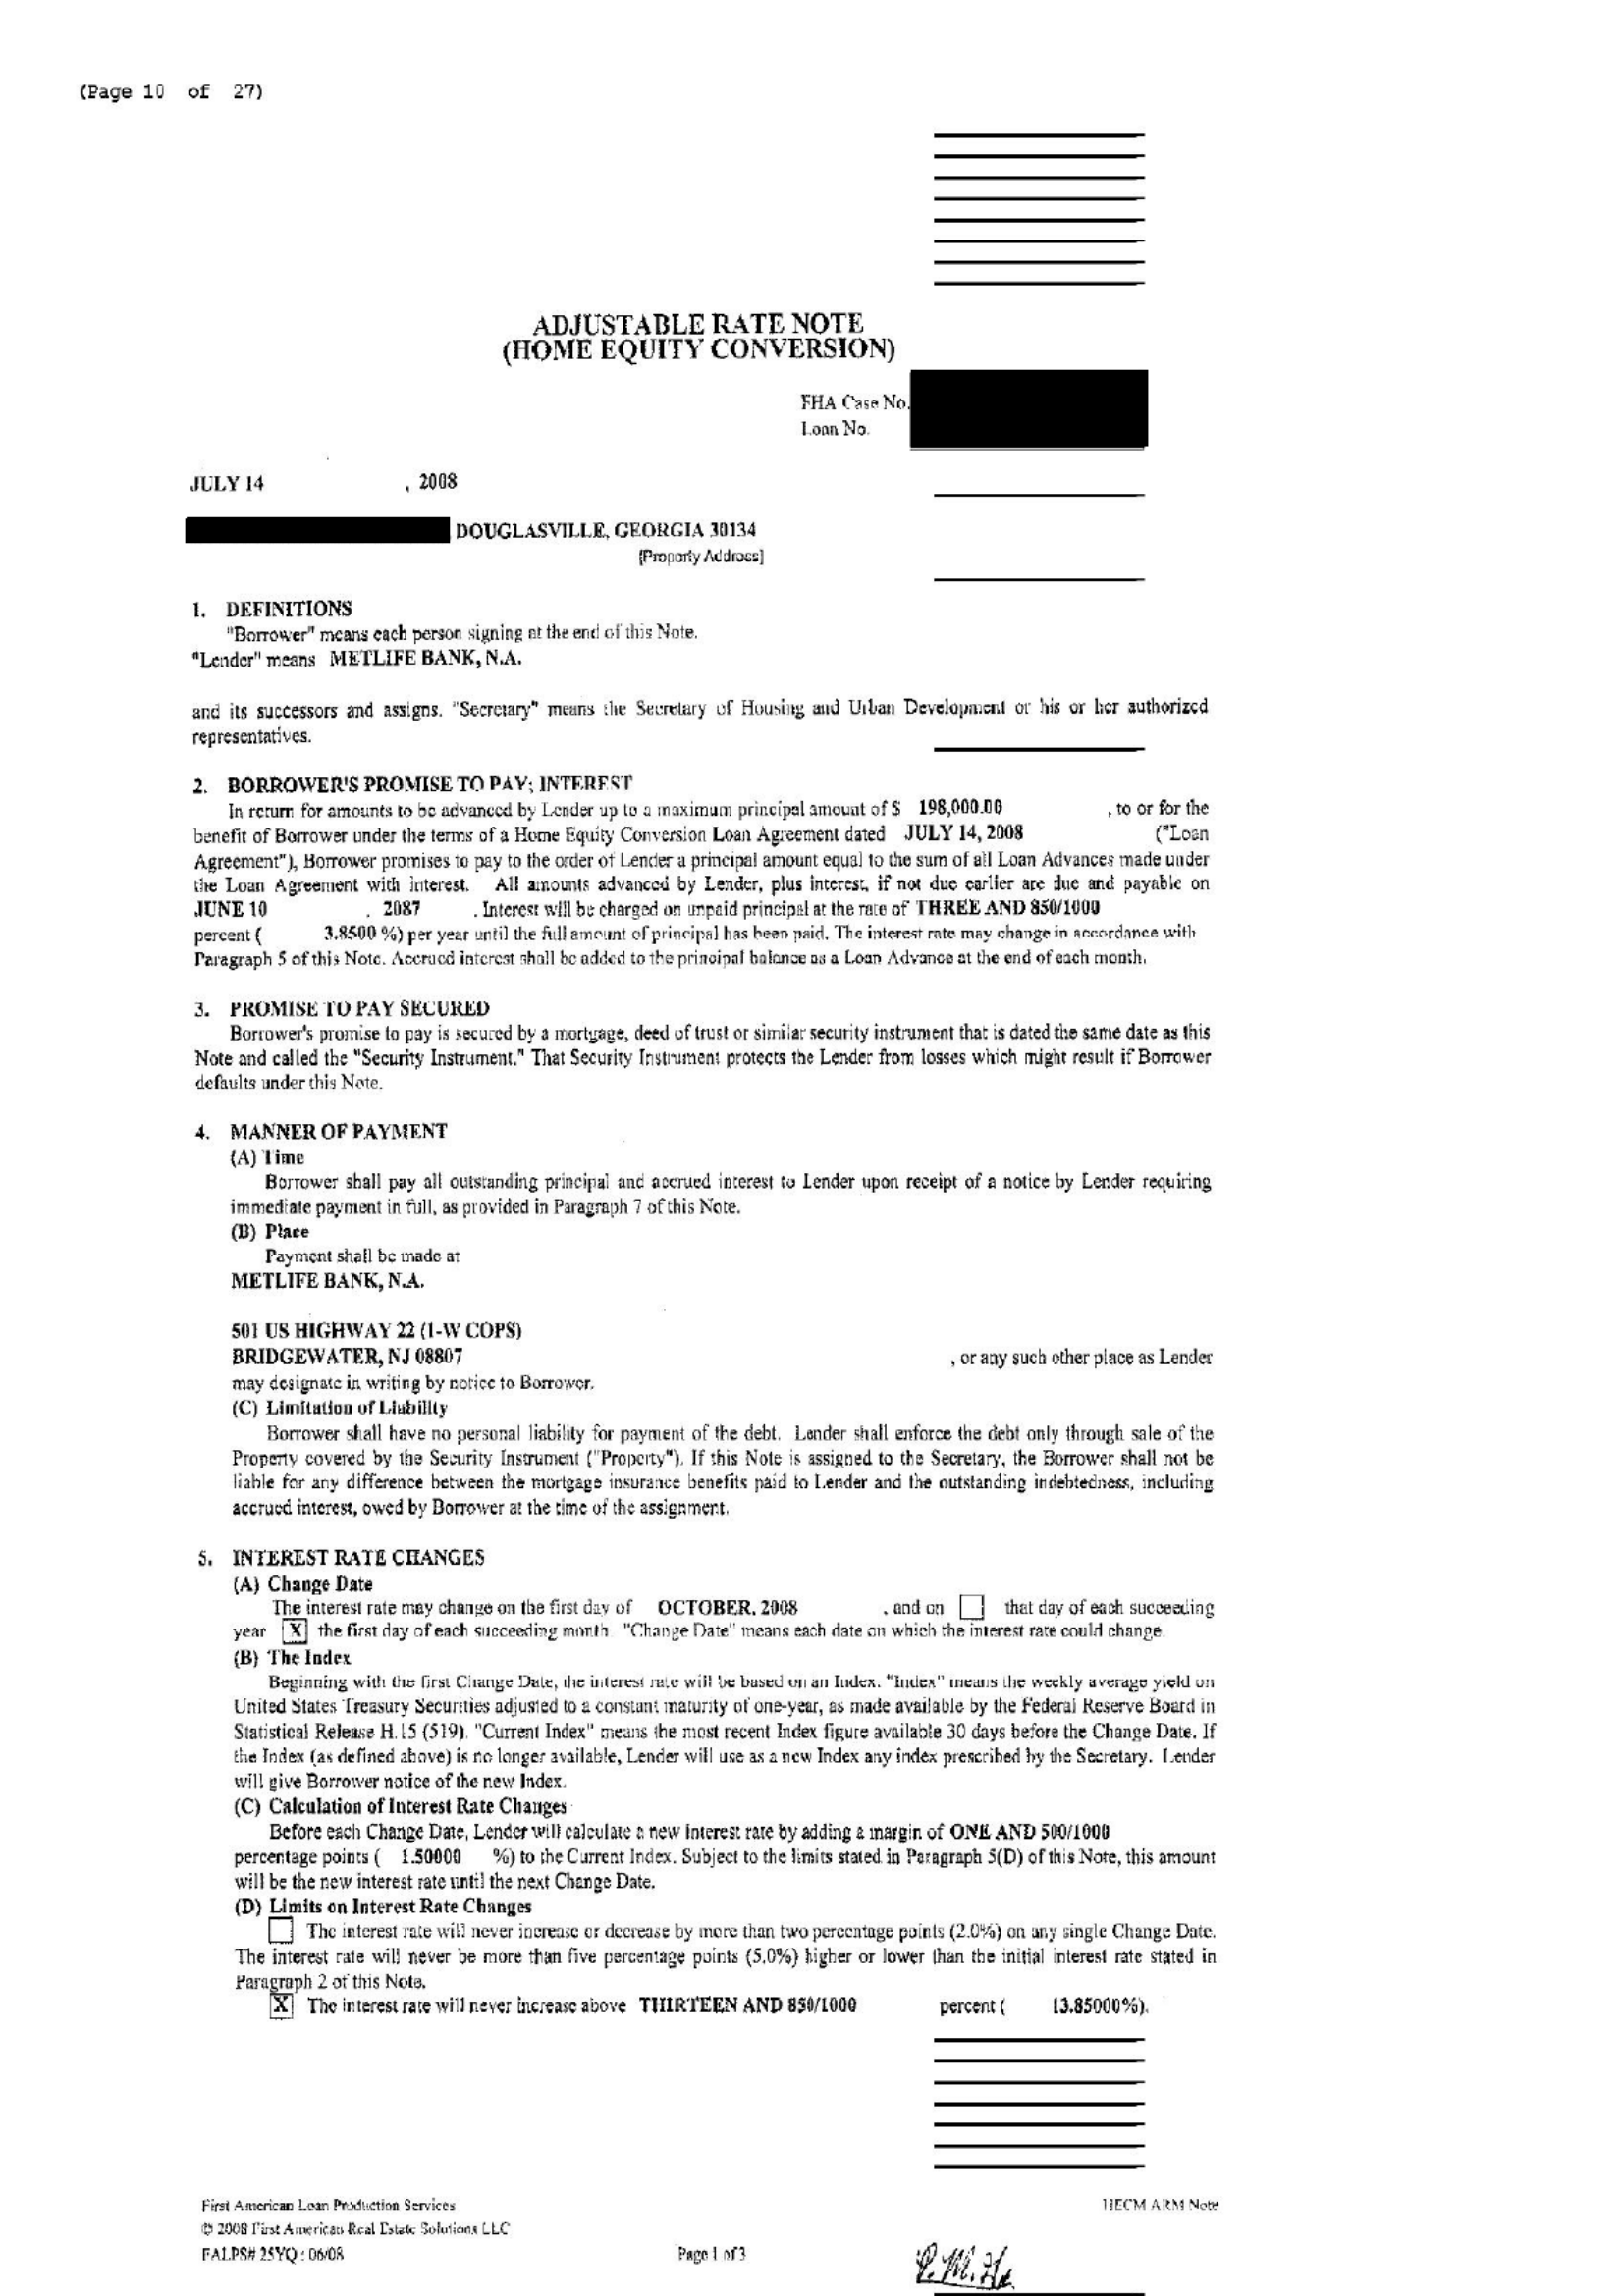 (Page 10 of 27)
ADJUSTABLE RATE NOTE
(HOME EQUITY CONVERSION)
FHA Case No.
Loan No.
JULY 14 , 2008
DOUGLASVILLE, GEORGIA 30134
[Property Address]
1. DEFINITIONS
"Borrower" means each person signing at the end of this Note.
"Lender" means METLIFE BANK, N.A.
and its successors and assigns. "Secretary" means the Secretary of Housing and Urban Development or his or her authorized
representatives.
2. BORROWER'S PROMISE TO PAY; INTEREST
In return for amounts to be advanced by Lender up to a maximum principal amount of $ 198,000.00 , to or for the
benefit of Borrower under the terms of a Home Equity Conversion Loan Agreement dated JULY 14, 2008 ("Loan
Agreement"), Borrower promises to pay to the order of Lender a principal amount equal to the sum of all Loan Advances made under
the Loan Agreement with interest. All amounts advanced by Lender, plus interest, if not due earlier are due and payable on
JUNE 10 , 2087 . Interest will be charged on unpaid principal at the rate of THREE AND 850/1000
percent ( 3.8500 %) per year until the full amount of principal has been paid. The interest rate may change in accordance with
Paragraph 5 of this Note. Accrued interest shall be added to the principal balance as a Loan Advance at the end of each month.
3. PROMISE TO PAY SECURED
Borrower's promise to pay is secured by a mortgage, deed of trust or similar security instrument that is dated the same date as this
Note and called the "Security Instrument." That Security Instrument protects the Lender from losses which might result if Borrower
defaults under this Note.
4. MANNER OF PAYMENT
(A) Time
Borrower shall pay all outstanding principal and accrued interest to Lender upon receipt of a notice by Lender requiring
immediate payment in full, as provided in Paragraph 7 of this Note.
(B) Place
Payment shall be made at
METLIFE BANK, N.A.
501 US HIGHWAY 22 (1-W COPS)
BRIDGEWATER, NJ 08807 , or any such other place as Lender
may designate in writing by notice to Borrower.
(C) Limitation of Liability
Borrower shall have no personal liability for payment of the debt. Lender shall enforce the debt only through sale of the
Property covered by the Security Instrument ("Property"). If this Note is assigned to the Secretary, the Borrower shall not be
liable for any difference between the mortgage insurance benefits paid to Lender and the outstanding indebtedness, including
accrued interest, owed by Borrower at the time of the assignment.
5. INTEREST RATE CHANGES
(A) Change Date
The interest rate may change on the first day of OCTOBER, 2008 , and on that day of each succeeding
year X the first day of each succeeding month. "Change Date" means each date on which the interest rate could change.
(B) The Index
Beginning with the first Change Date, the interest rate will be based on an Index. "Index" means the weekly average yield on
United States Treasury Securities adjusted to a constant maturity of one-year, as made available by the Federal Reserve Board in
Statistical Release H.15 (519). "Current Index" means the most recent Index figure available 30 days before the Change Date. If
the Index (as defined above) is no longer available, Lender will use as a new Index any index prescribed by the Secretary. Lender
will give Borrower notice of the new Index.
(C) Calculation of Interest Rate Changes
Before each Change Date, Lender will calculate a new interest rate by adding a margin of ONE AND 500/1000
percentage points ( 1.50000 %) to the Current Index. Subject to the limits stated in Paragraph 5(D) of this Note, this amount
will be the new interest rate until the next Change Date.
(D) Limits on Interest Rate Changes
The interest rate will never increase or decrease by more than two percentage points (2.0%) on any single Change Date.
The interest rate will never be more than five percentage points (5.0%) higher or lower than the initial interest rate stated in
Paragraph 2 of this Note.
X The interest rate will never increase above THIRTEEN AND 850/1000 percent ( 13.85000%).
First American Loan Production Services HECM ARM Note
© 2008 First American Real Estate Solutions LLC
FALPS# 25YQ : 06/08 Page 1 of 3